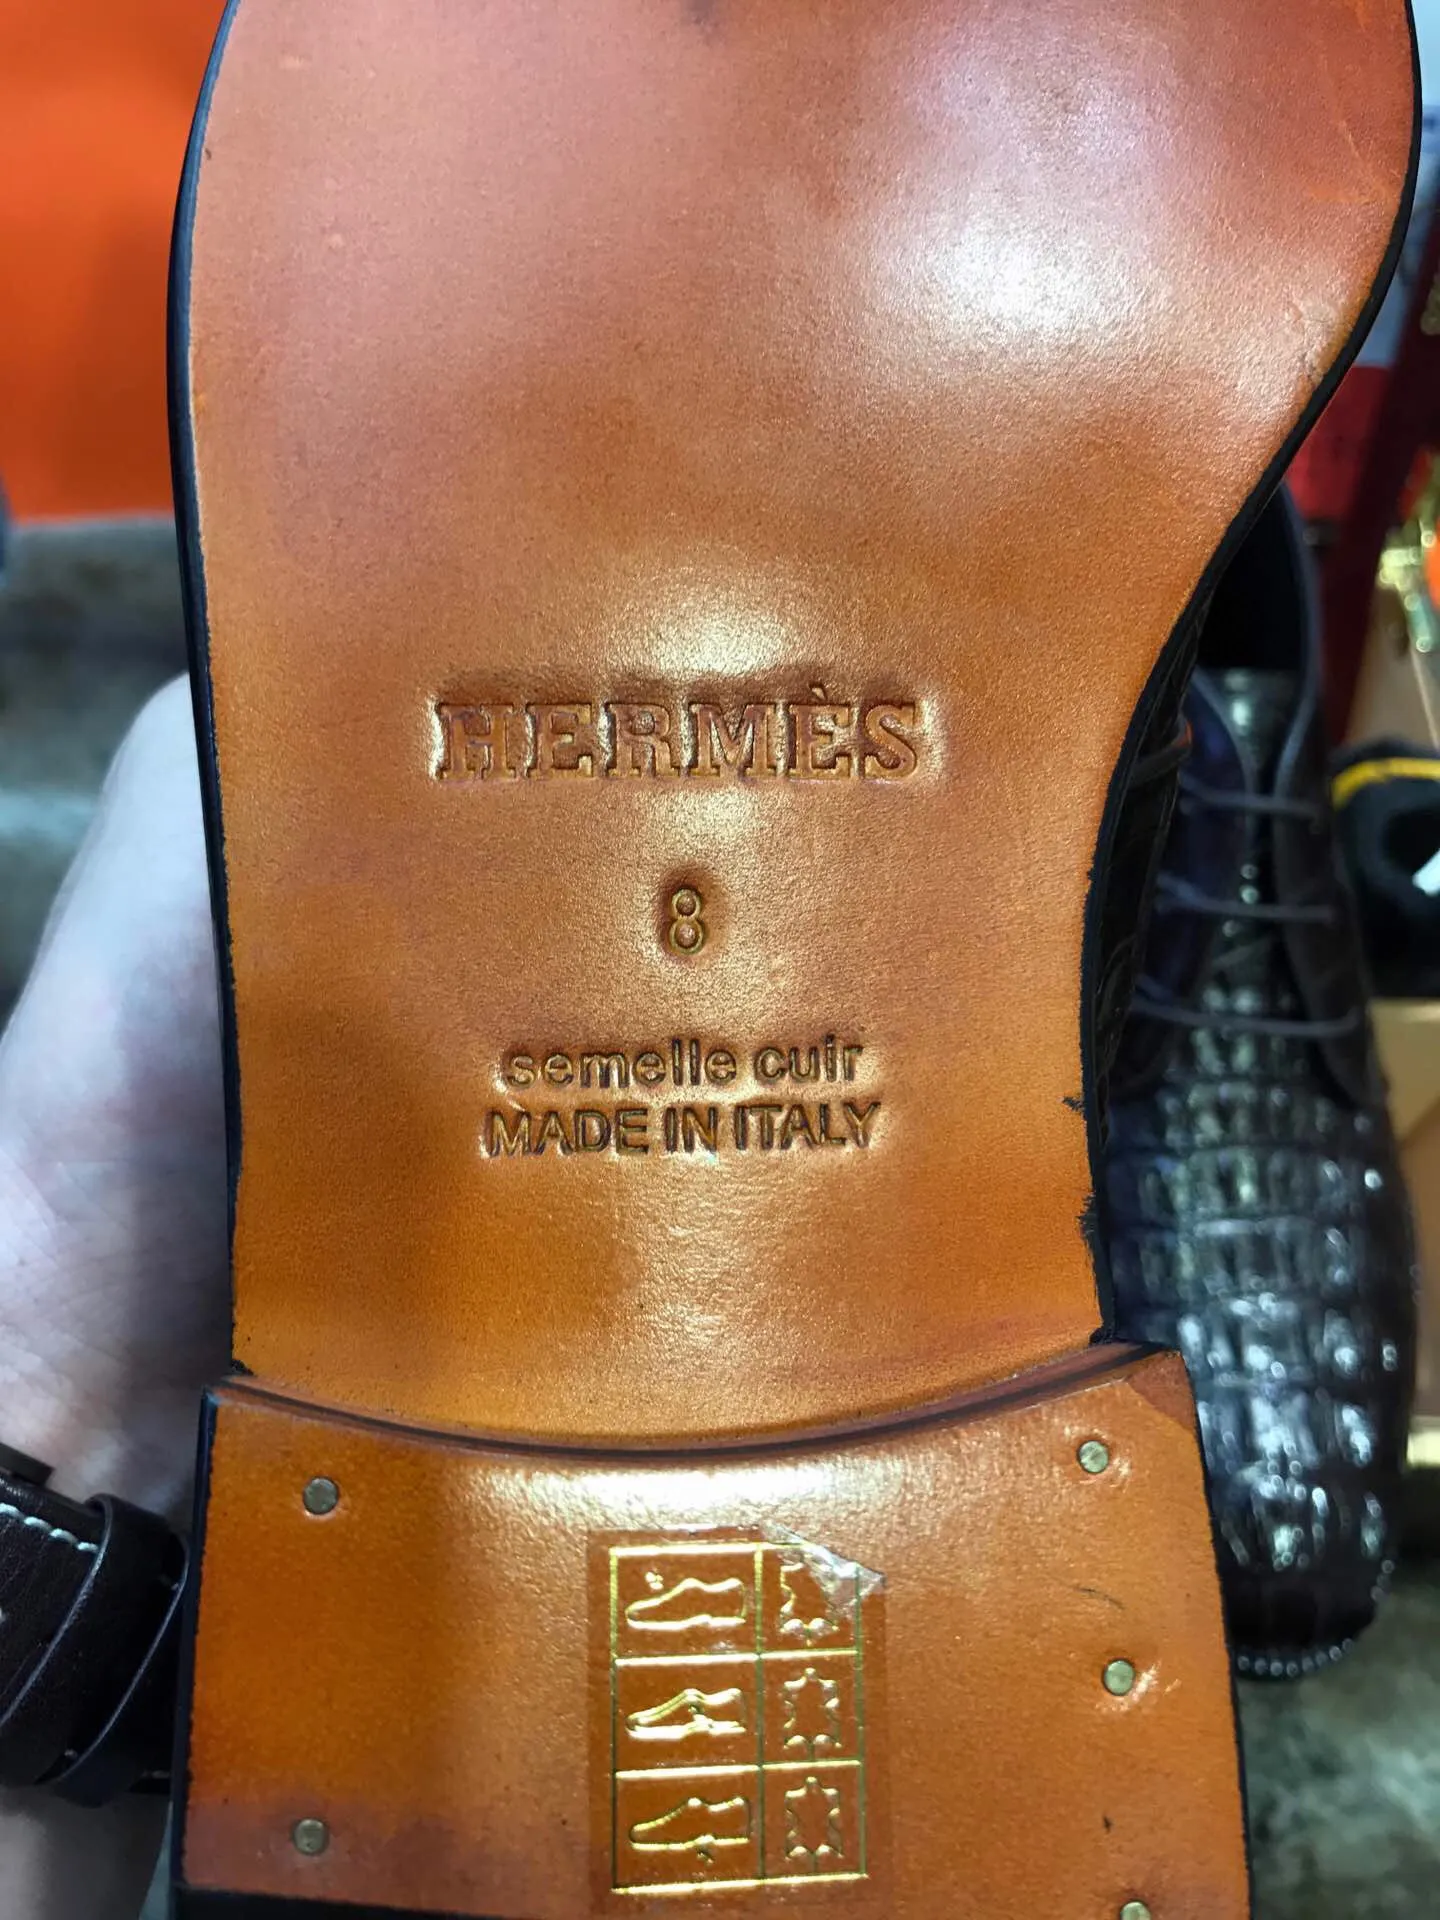 HERMÈS
8
semelle cuir
MADE IN ITALY